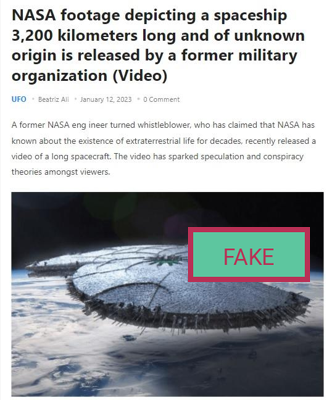 NASA footage depicting a spaceship
3,200 kilometers long and of unknown
origin is released by a former military
organization (Video)
UFO • Beatriz Ali • January 12, 2023 • 0 Comment
A former NASA eng ineer turned whistleblower, who has claimed that NASA has
known about the existence of extraterrestrial life for decades, recently released a
video of a long spacecraft. The video has sparked speculation and conspiracy
theories amongst viewers.
FAKE